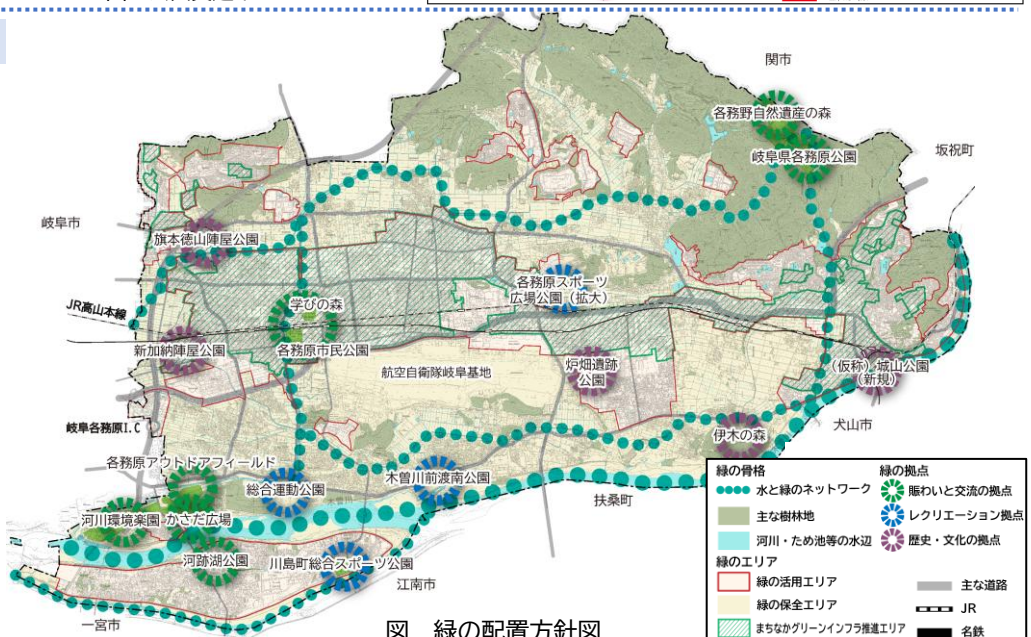 関市
各務野自然遺産の森
岐阜県各務原公園
坂祝町
岐阜市
旗本徳山陣屋公園
各務原スポーツ
広場公園(拡大)
学びの森
JR高山本線
新加納陣屋公園
各務原市民公園
航空自衛隊岐阜基地
炉畑遺跡
公園
(仮称)城山公園
(新規)
岐阜各務原I.C
犬山市
伊木の森
各務原アウトドアフィールド
総合運動公園
木曽川前渡南公園
扶桑町
河川環境楽園
かさだ広場
河跡湖公園
川島町総合スポーツ公園
江南市
一宮市
緑の骨格
水と緑のネットワーク
主な樹林地
河川・ため池等の水辺
緑の拠点
賑わいと交流の拠点
レクリエーション拠点
歴史・文化の拠点
緑のエリア
緑の活用エリア
緑の保全エリア
まちなかグリーンインフラ推進エリア
主な道路
JR
名鉄
図 緑の配置方針図